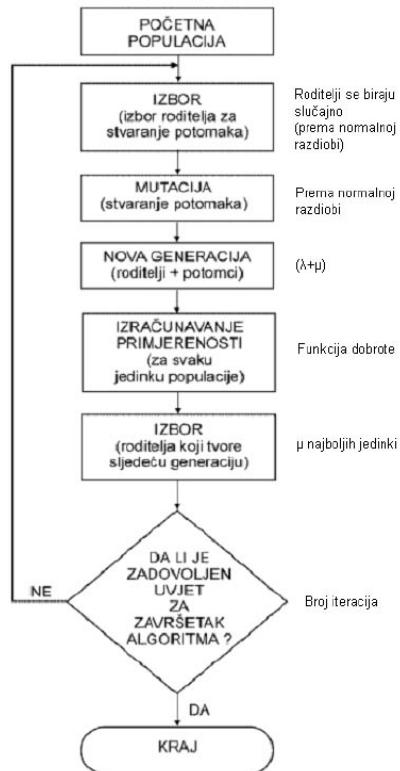 POČETNA
POPULACIJA
IZBOR
(izbor roditelja za
stvaranje potomaka)
Roditelji se biraju
slučajno
(prema normalnoj
razdiobi)
MUTACIJA
(stvaranje potomaka)
Prema normalnoj
razdiobi
NOVA GENERACIJA
(roditelji + potomci)
(λ+μ)
IZRAČUNAVANJE
PRIMJERENOSTI
(za svaku
jedinku populacije)
Funkcija dobrote
IZBOR
(roditelja koji tvore
sljedeću generaciju)
μ najboljih jedinki
DA LI JE
ZADOVOLJEN
UVJET
ZA
ZAVRŠETAK
ALGORITMA ?
NE
Broj iteracija
DA
KRAJ